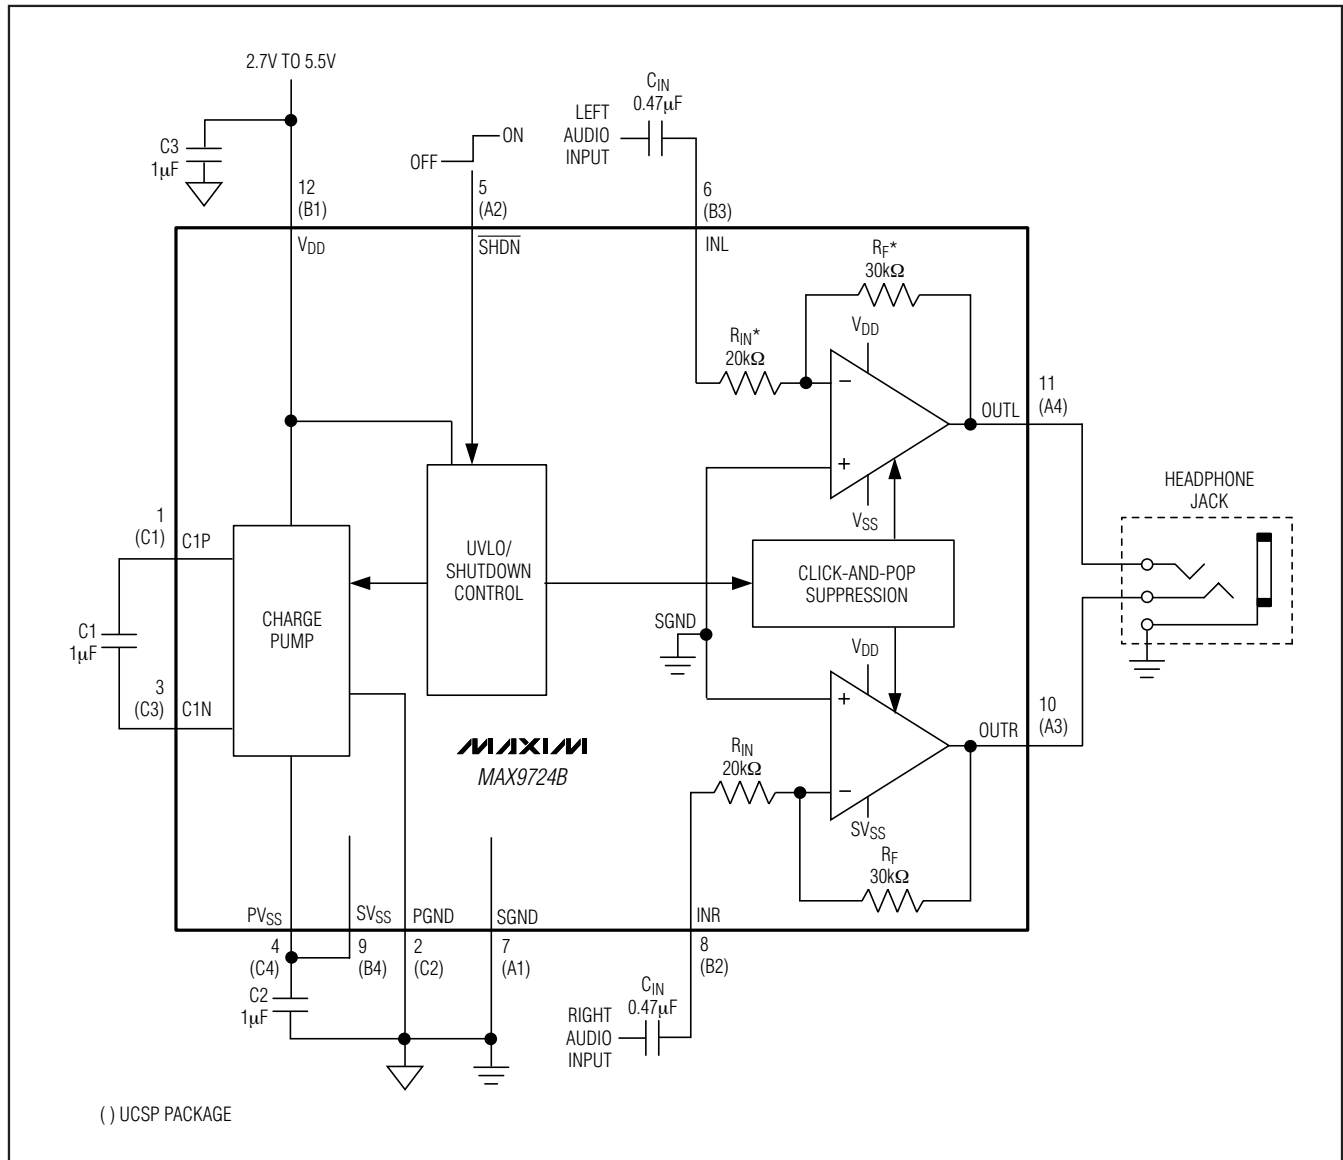 2.7V TO 5.5V
C3
1µF
12
(B1)
VDD
OFF
ON
5
(A2)
SHDN
LEFT
AUDIO
INPUT
CIN
0.47µF
6
(B3)
INL
RF*
30kΩ
RIN*
20kΩ
VDD
−
+
VSS
OUTL
11
(A4)
HEADPHONE
JACK
1
(C1)
C1P
C1
1µF
3
(C3)
C1N
CHARGE
PUMP
UVLO/
SHUTDOWN
CONTROL
CLICK-AND-POP
SUPPRESSION
SGND
VDD
+
−
SVSS
OUTR
10
(A3)
RIN
20kΩ
RF
30kΩ
MAXIM
MAX9724B
PVSS
SVSS
PGND
SGND
INR
4
(C4)
9
(B4)
2
(C2)
7
(A1)
8
(B2)
C2
1µF
RIGHT
AUDIO
INPUT
CIN
0.47µF
( ) UCSP PACKAGE